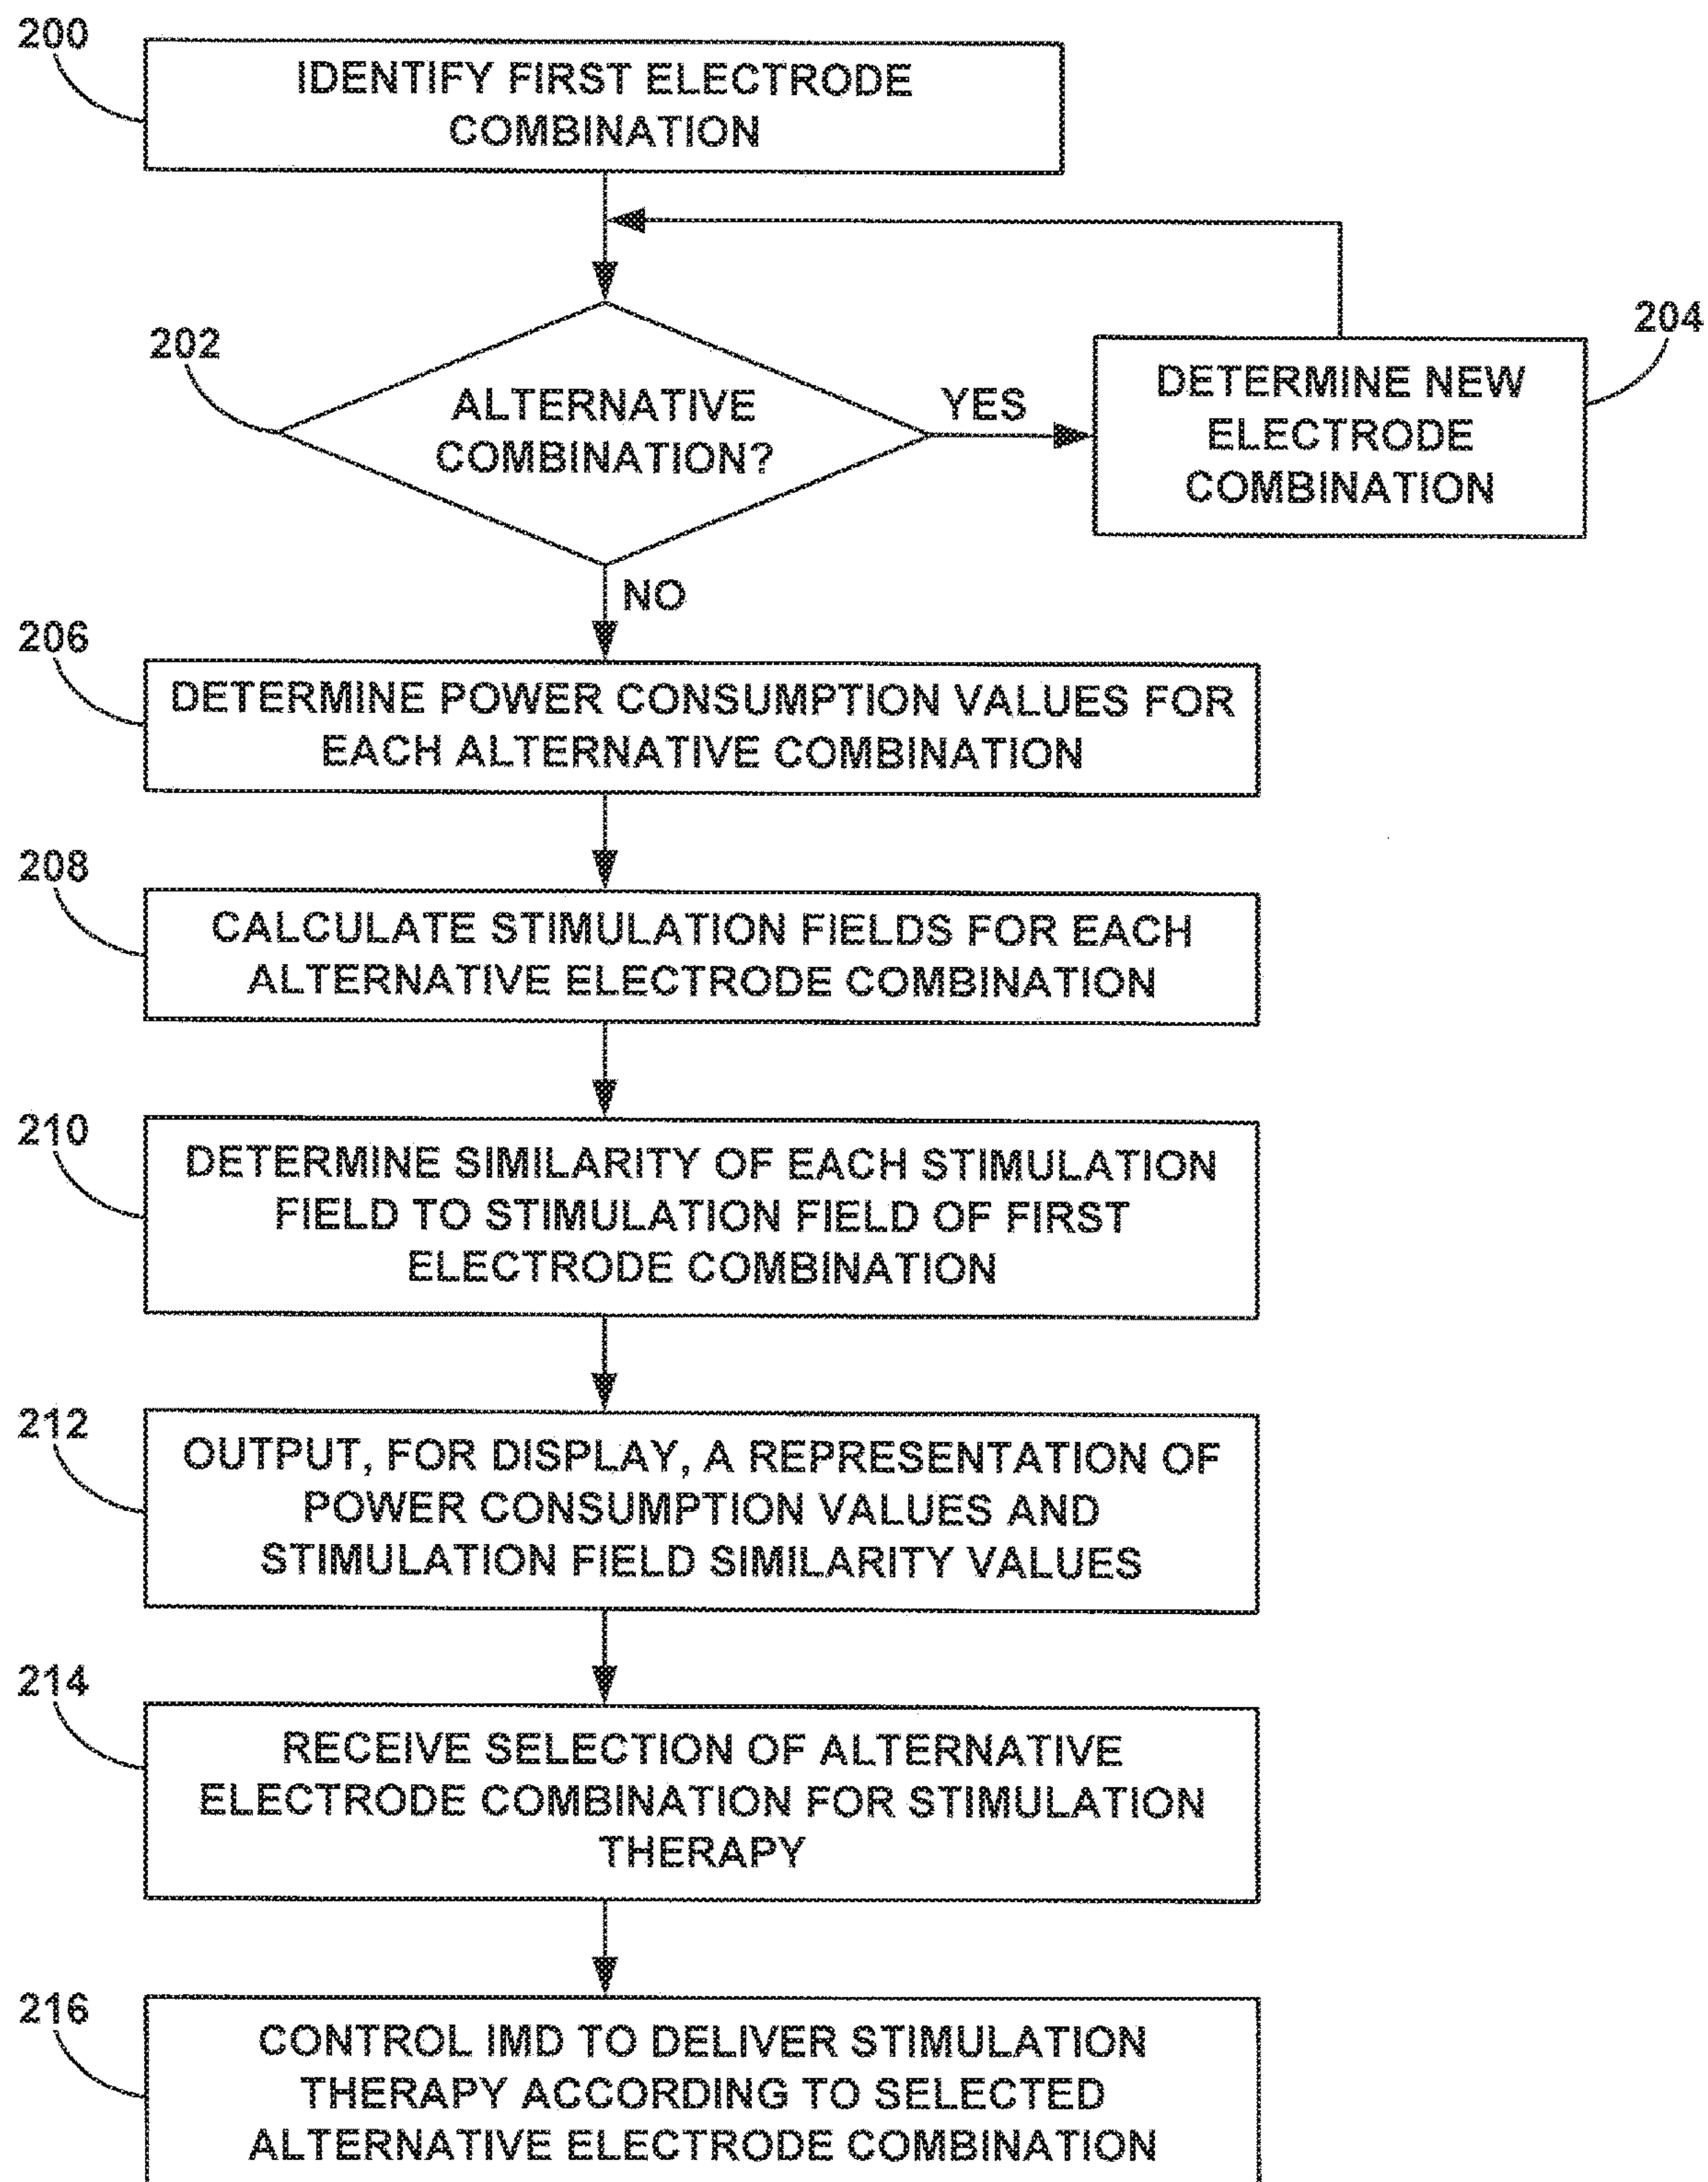 200
IDENTIFY FIRST ELECTRODE
COMBINATION
202
ALTERNATIVE
COMBINATION?
YES
204
DETERMINE NEW
ELECTRODE
COMBINATION
NO
206
DETERMINE POWER CONSUMPTION VALUES FOR
EACH ALTERNATIVE COMBINATION
208
CALCULATE STIMULATION FIELDS FOR EACH
ALTERNATIVE ELECTRODE COMBINATION
210
DETERMINE SIMILARITY OF EACH STIMULATION
FIELD TO STIMULATION FIELD OF FIRST
ELECTRODE COMBINATION
212
OUTPUT, FOR DISPLAY, A REPRESENTATION OF
POWER CONSUMPTION VALUES AND
STIMULATION FIELD SIMILARITY VALUES
214
RECEIVE SELECTION OF ALTERNATIVE
ELECTRODE COMBINATION FOR STIMULATION
THERAPY
216
CONTROL IMD TO DELIVER STIMULATION
THERAPY ACCORDING TO SELECTED
ALTERNATIVE ELECTRODE COMBINATION